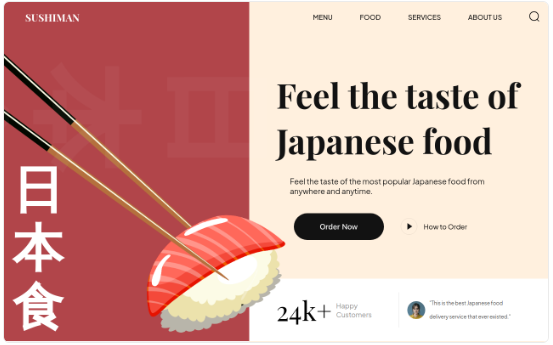 SUSHIMAN
MENU
FOOD
SERVICES
ABOUT US
日本
Feel the taste of
Japanese food
日
本
食
Feel the taste of the most popular Japanese food from
anywhere and anytime.
Order Now
How to Order
24k+
Happy
Customers
"This is the best Japanese food
delivery service that ever existed."